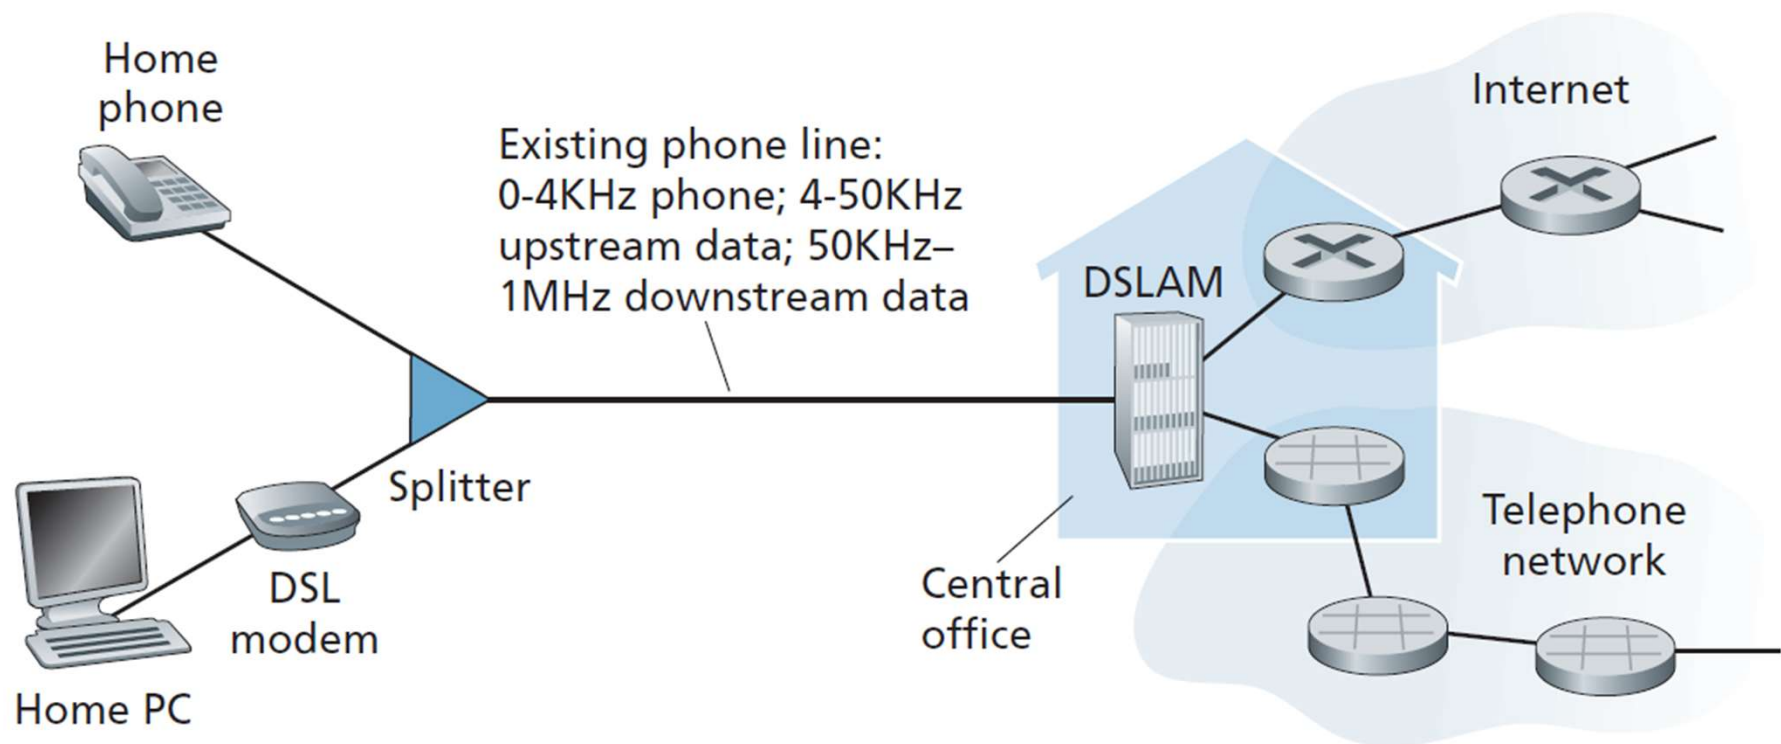 Home
phone
Existing phone line:
0-4KHz phone; 4-50KHz
upstream data; 50KHz–
1MHz downstream data
Internet
DSLAM
Splitter
DSL
modem
Home PC
Central
office
Telephone
network